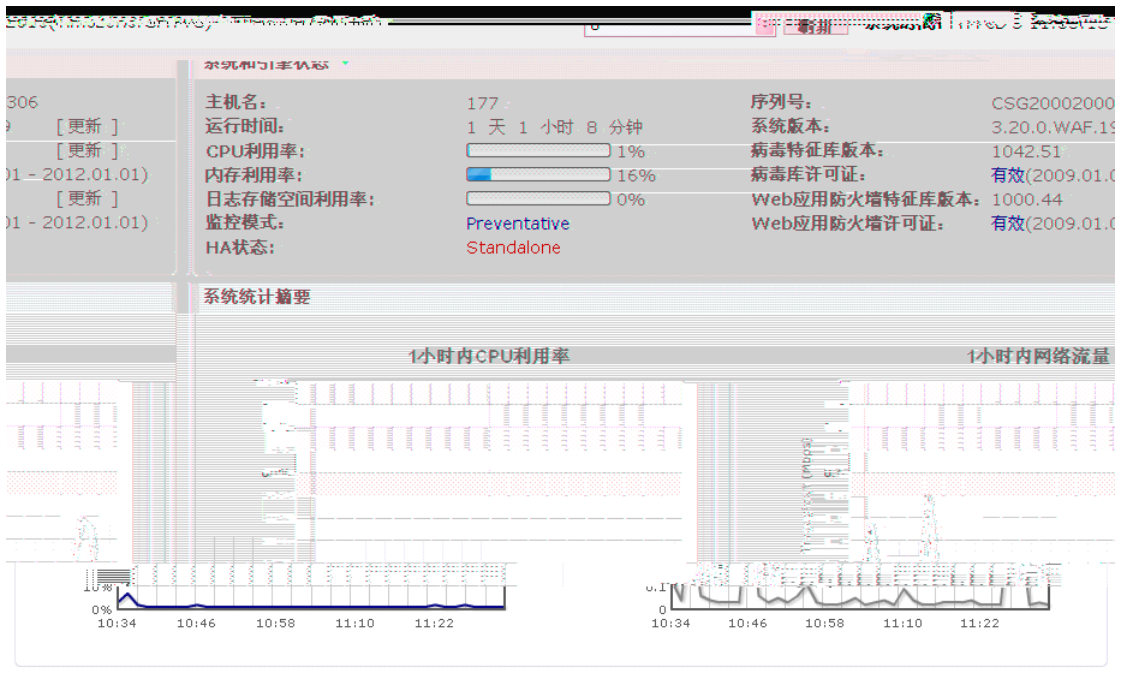 刷新
系统和引擎状态
306
主机名: 177 序列号: CSG20002000
[ 更新 ] 运行时间: 1 天 1 小时 8 分钟 系统版本: 3.20.0.WAF.19
[ 更新 ] CPU利用率: 1% 病毒特征库版本: 1042.51
01 - 2012.01.01) 内存利用率: 16% 病毒库许可证: 有效(2009.01.0
[ 更新 ] 日志存储空间利用率: 0% Web应用防火墙特征库版本: 1000.44
01 - 2012.01.01) 监控模式: Preventative Web应用防火墙许可证: 有效(2009.01.0
HA状态: Standalone
系统统计摘要
1小时内CPU利用率 1小时内网络流量
(Mbps)
10% 0.1
0% 0
10:34 10:46 10:58 11:10 11:22 10:34 10:46 10:58 11:10 11:22